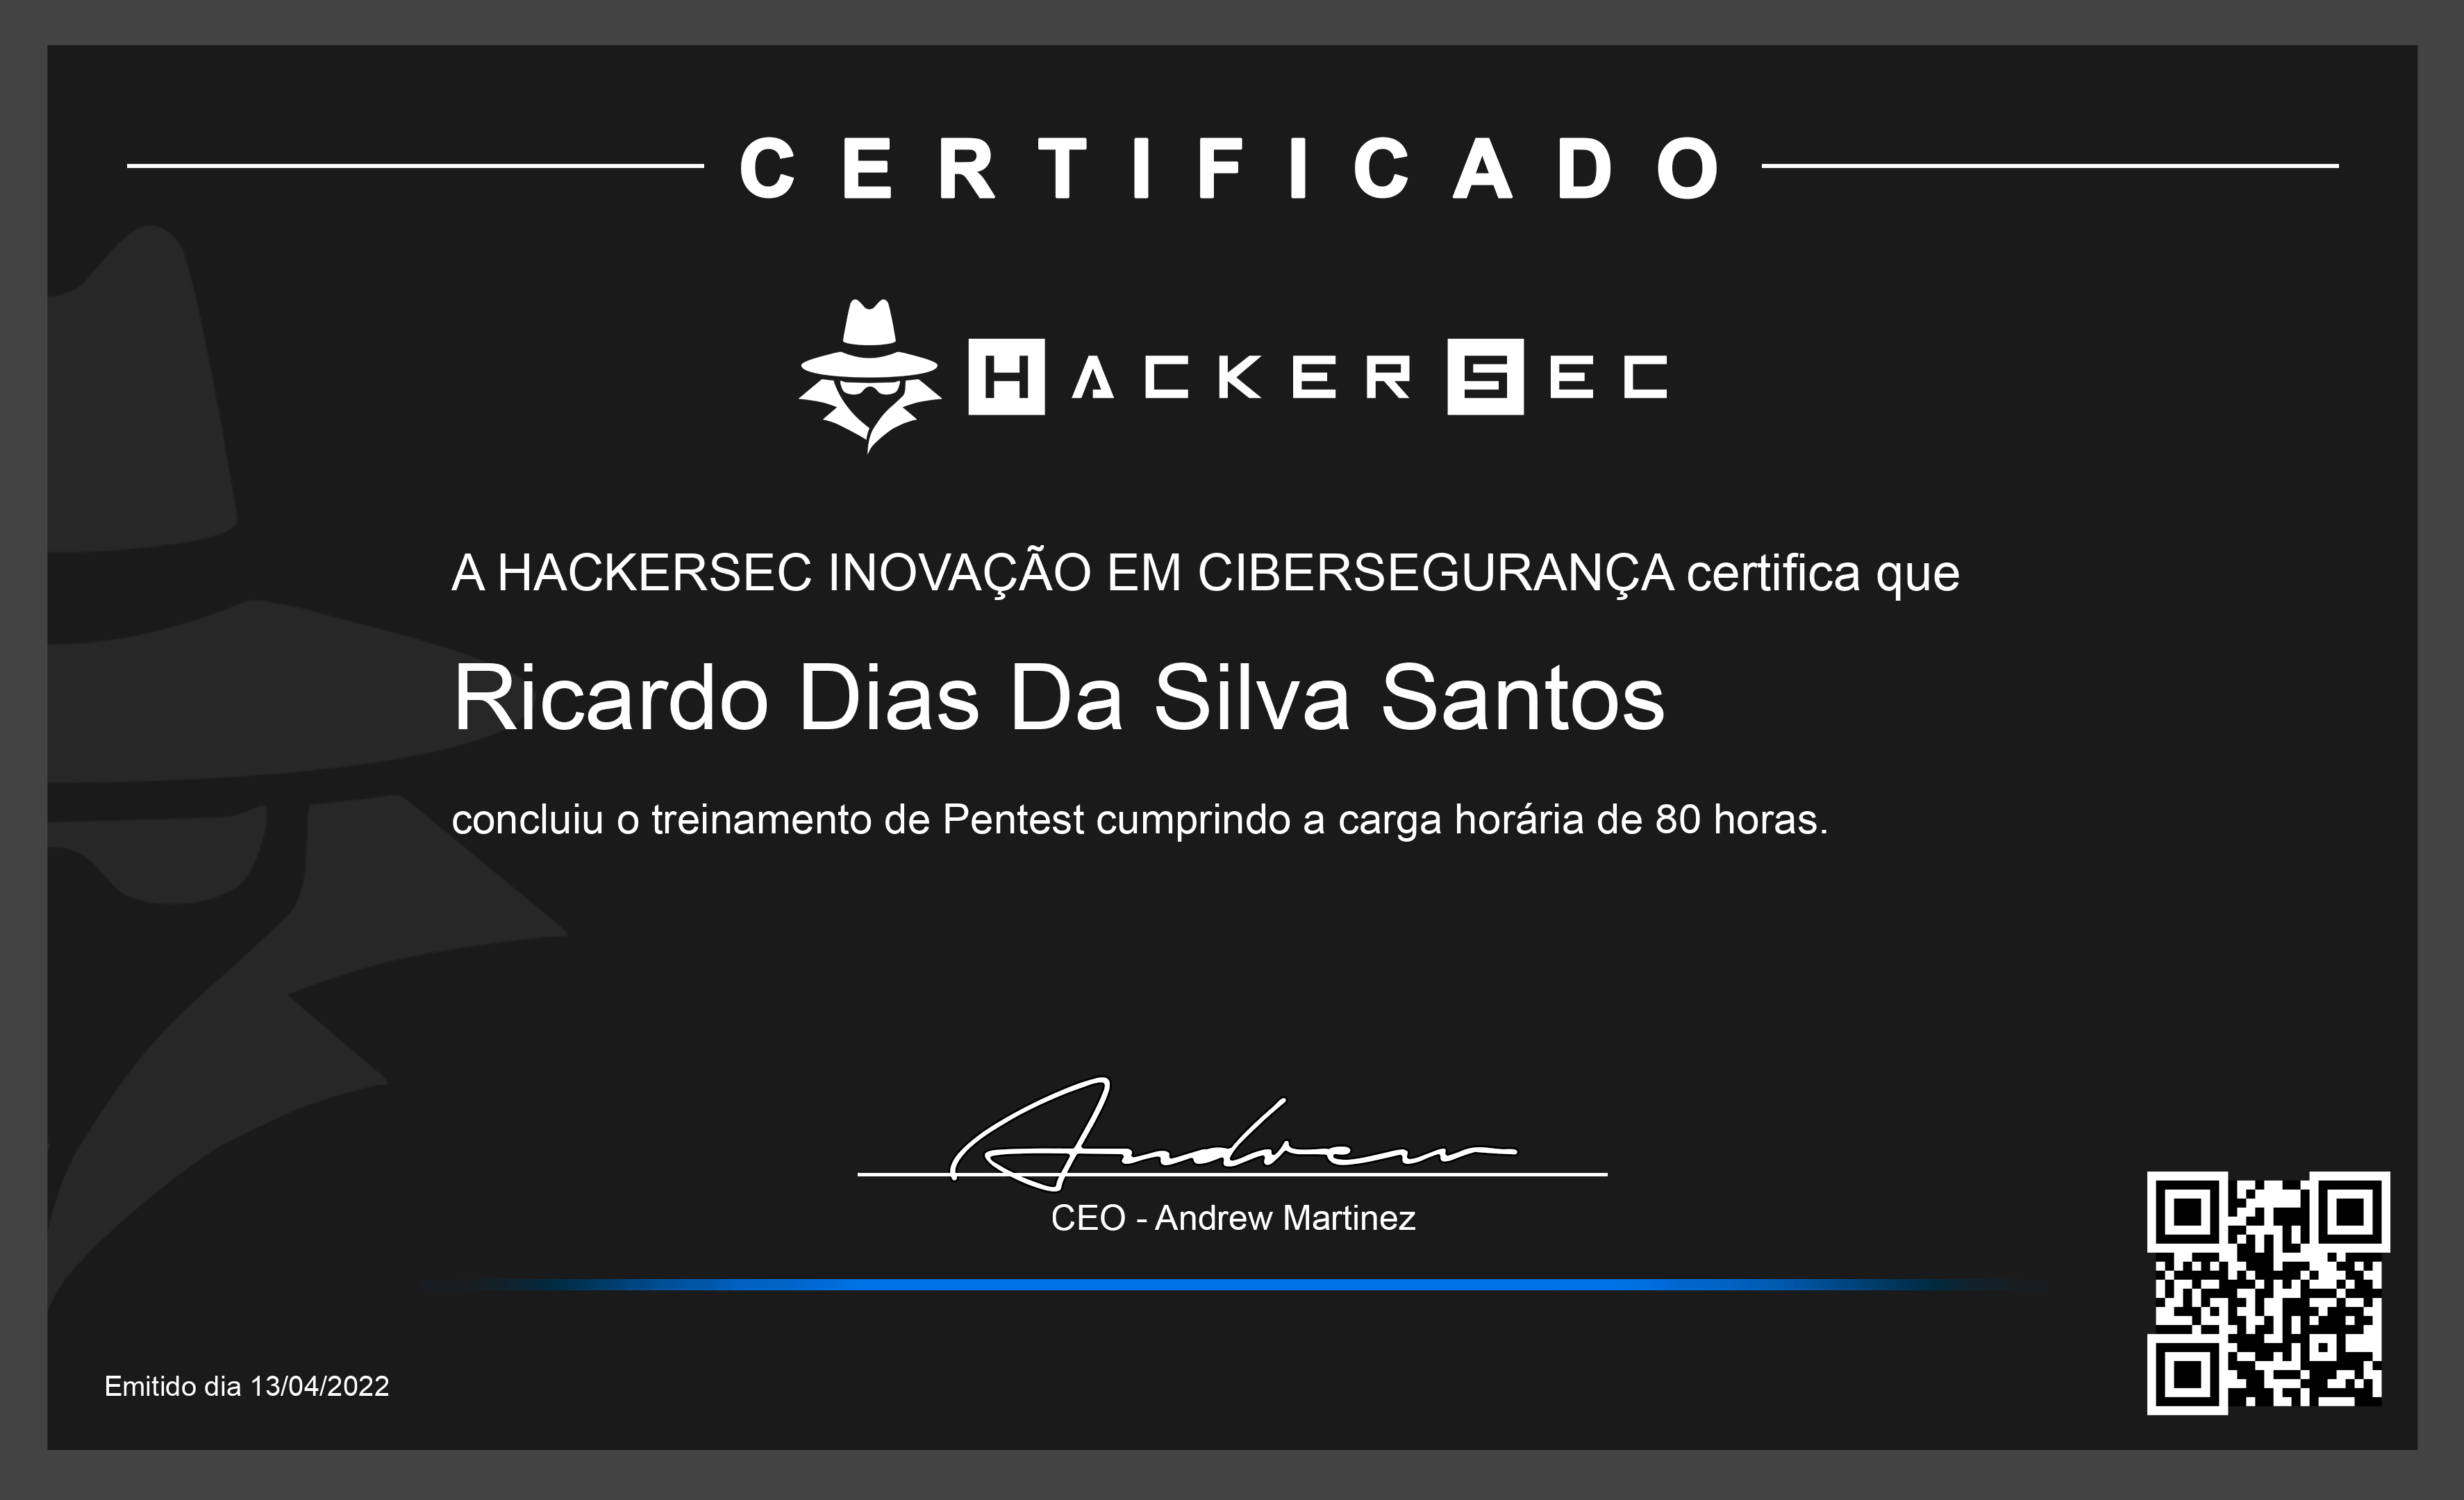 CERTIFICADO
HACKERSEC
A HACKERSEC INOVAÇÃO EM CIBERSEGURANÇA certifica que
Ricardo Dias Da Silva Santos
concluiu o treinamento de Pentest cumprindo a carga horária de 80 horas.
Andrew
CEO - Andrew Martinez
Emitido dia 13/04/2022